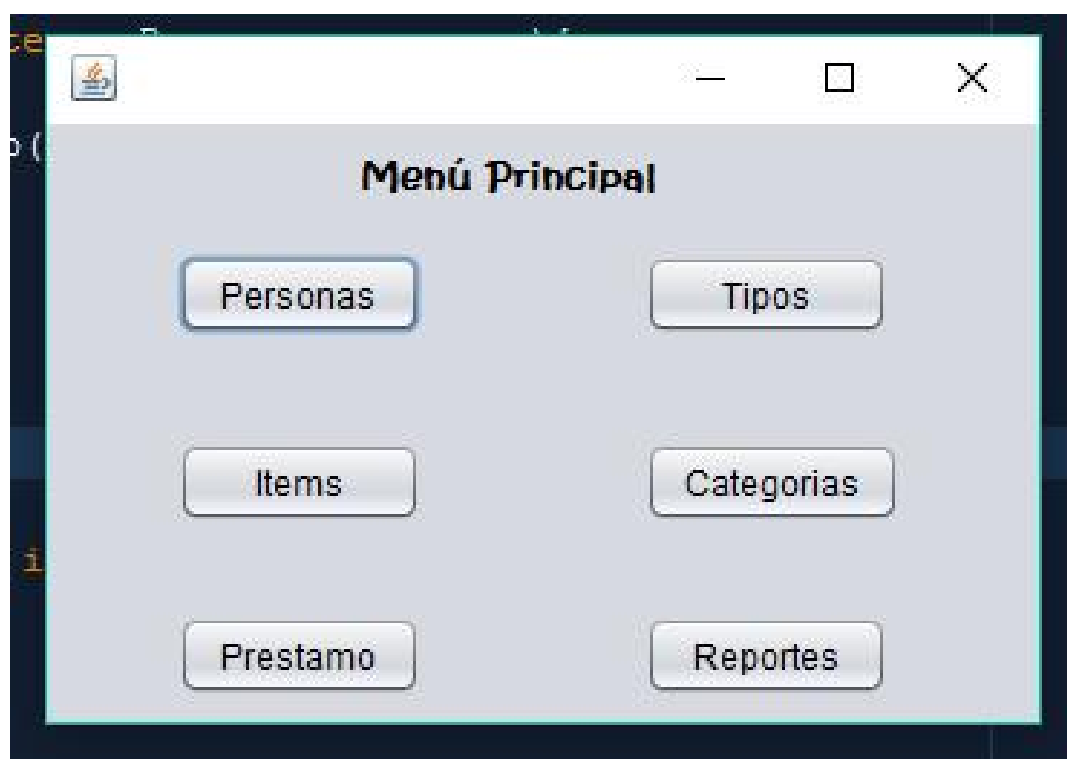 Menú Principal
Personas
Tipos
Items
Categorias
Prestamo
Reportes